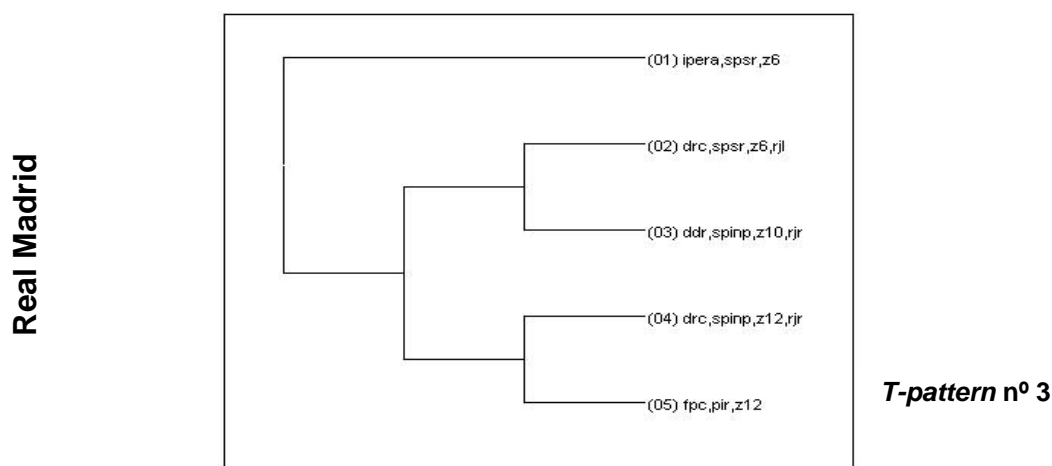 Real Madrid
(01) ipera,spsr,z6
(02) drc,spsr,z6,rjl
(03) ddr,spinp,z10,rjr
(04) drc,spinp,z12,rjr
(05) fpc,pir,z12
T-pattern nº 3